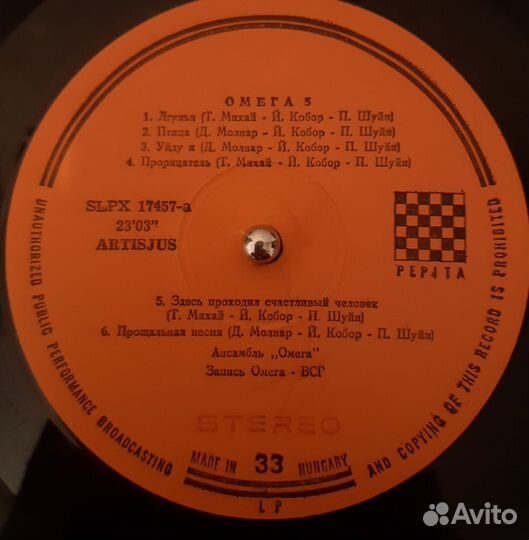 ОМЕГА 5
1. Лгунья (Т. Михай - Й. Кобор - П. Шуйи)
2. Птица (Д. Молнар - Й. Кобор - П. Шуйи)
3. Уйду я (Д. Молнар - Й. Кобор - П. Шуйи)
4. Прорицатель (Т. Михай - Й. Кобор - П. Шуйи)
SLPX 17457-a
23'03"
ARTISJUS
PEPITA
5. Здась проходил счастливый человек
(Т. Михай - Й. Кобор - П. Шуйи)
6. Прощальная песня (Д. Молнар - Й. Кобор - П. Шуйи)
Ансамбль „Омега"
Запись Омега - ВСГ
STEREO
UNAUTHORIZED PUBLIC PERFORMANCE BROADCASTING
MADE IN 33 HUNGARY
AND COPYING OF THIS RECORD IS PROHIBITED
LP
Avito